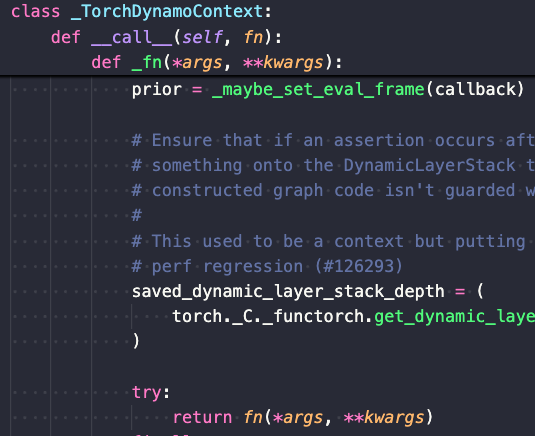 class _TorchDynamoContext:
    def __call__(self, fn):
        def _fn(*args, **kwargs):
            prior = _maybe_set_eval_frame(callback)

            # Ensure that if an assertion occurs aft
            # something onto the DynamicLayerStack t
            # constructed graph code isn't guarded w
            #
            # This used to be a context but putting
            # perf regression (#126293)
            saved_dynamic_layer_stack_depth = (
                torch._C._functorch.get_dynamic_laye
            )

            try:
                return fn(*args, **kwargs)